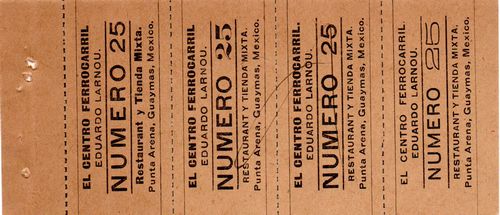 EL CENTRO FERROCARRIL.
EDUARDO LARNOU.
NUMERO 25
Restaurant y Tienda Mixta.
Punta Arena, Guaymas, Mexico.
EL CENTRO FERROCARRIL.
EDUARDO LARNOU.
NUMERO 25
RESTAURANT Y TIENDA MIXTA.
Punta Arena, Guaymas, Mexico.
EL CENTRO FERROCARRIL.
EDUARDO LARNOU.
NUMERO 25
RESTAURANT Y TIENDA MIXTA.
Punta Arena, Guaymas, Mexico.
EL CENTRO FERROCARRIL.
EDUARDO LARNOU.
NUMERO 25
RESTAURANT Y TIENDA MIXTA.
Punta Arena, Guaymas, Mexico.